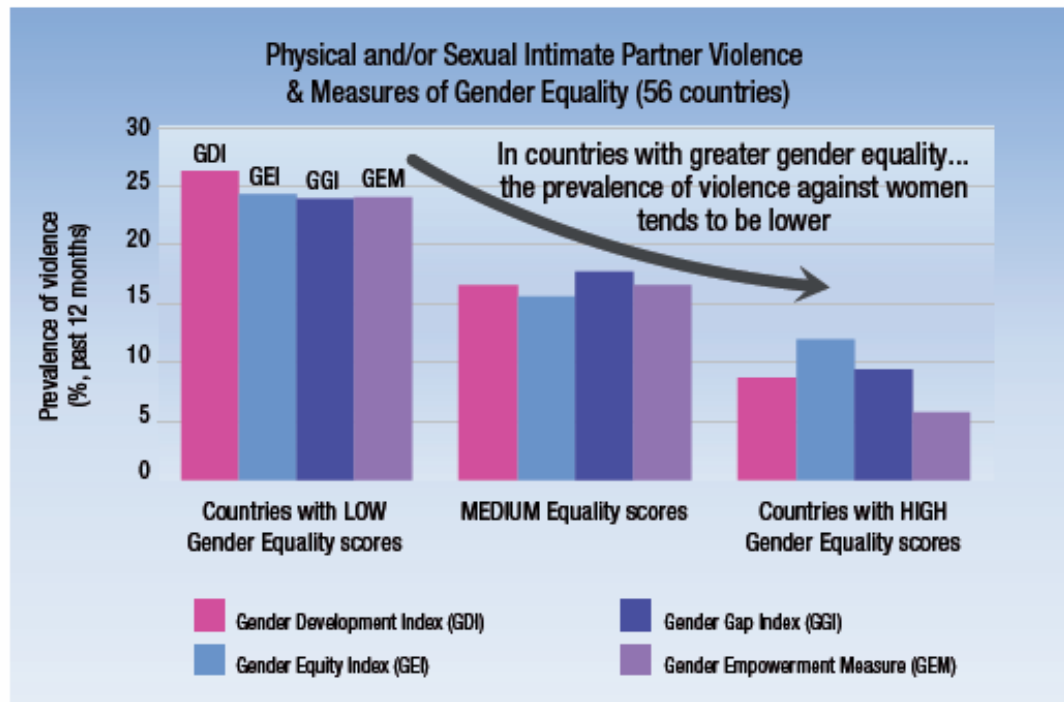 Physical and/or Sexual Intimate Partner Violence
& Measures of Gender Equality (56 countries)
30
25
20
15
10
5
0
Prevalence of violence
(%, past 12 months)
GDI
GEI
GGI
GEM
In countries with greater gender equality...
the prevalence of violence against women
tends to be lower
Countries with LOW
Gender Equality scores
MEDIUM Equality scores
Countries with HIGH
Gender Equality scores
Gender Development Index (GDI)
Gender Equity Index (GEI)
Gender Gap Index (GGI)
Gender Empowerment Measure (GEM)